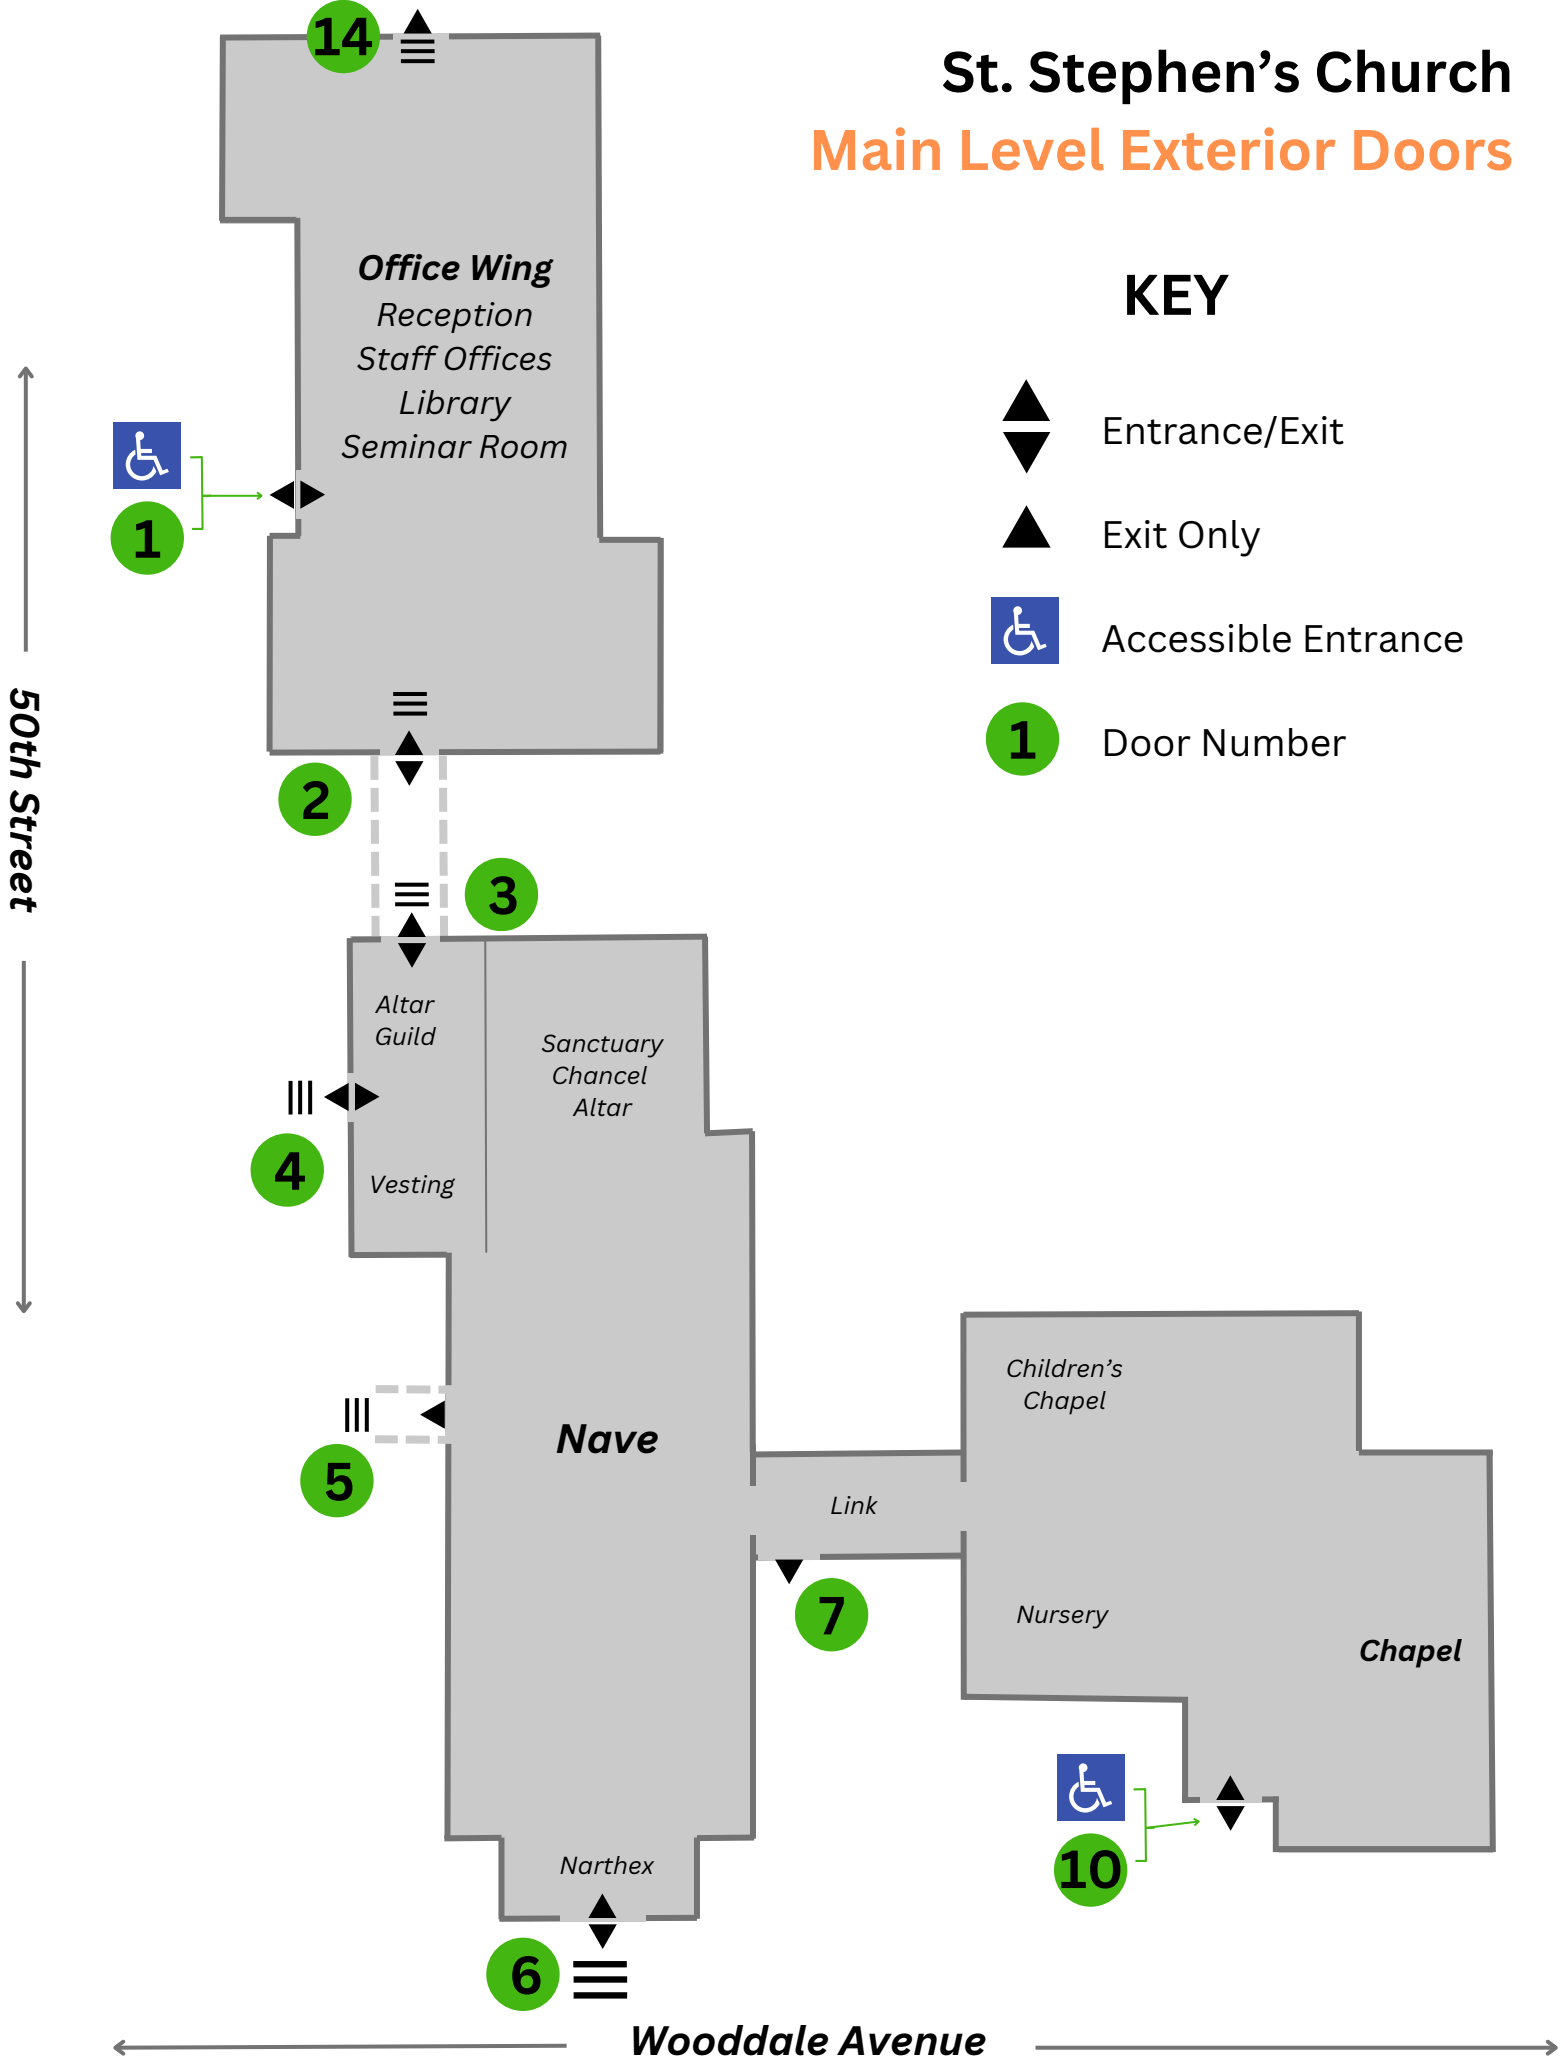 14
St. Stephen’s Church
Main Level Exterior Doors
KEY
Entrance/Exit
Exit Only
Accessible Entrance
1
Door Number
Office Wing
Reception
Staff Offices
Library
Seminar Room
1
50th Street
2
3
Altar
Guild
Sanctuary
Chancel
Altar
4
Vesting
Children’s
Chapel
Nave
5
Link
7
Nursery
Chapel
10
Narthex
6
Wooddale Avenue